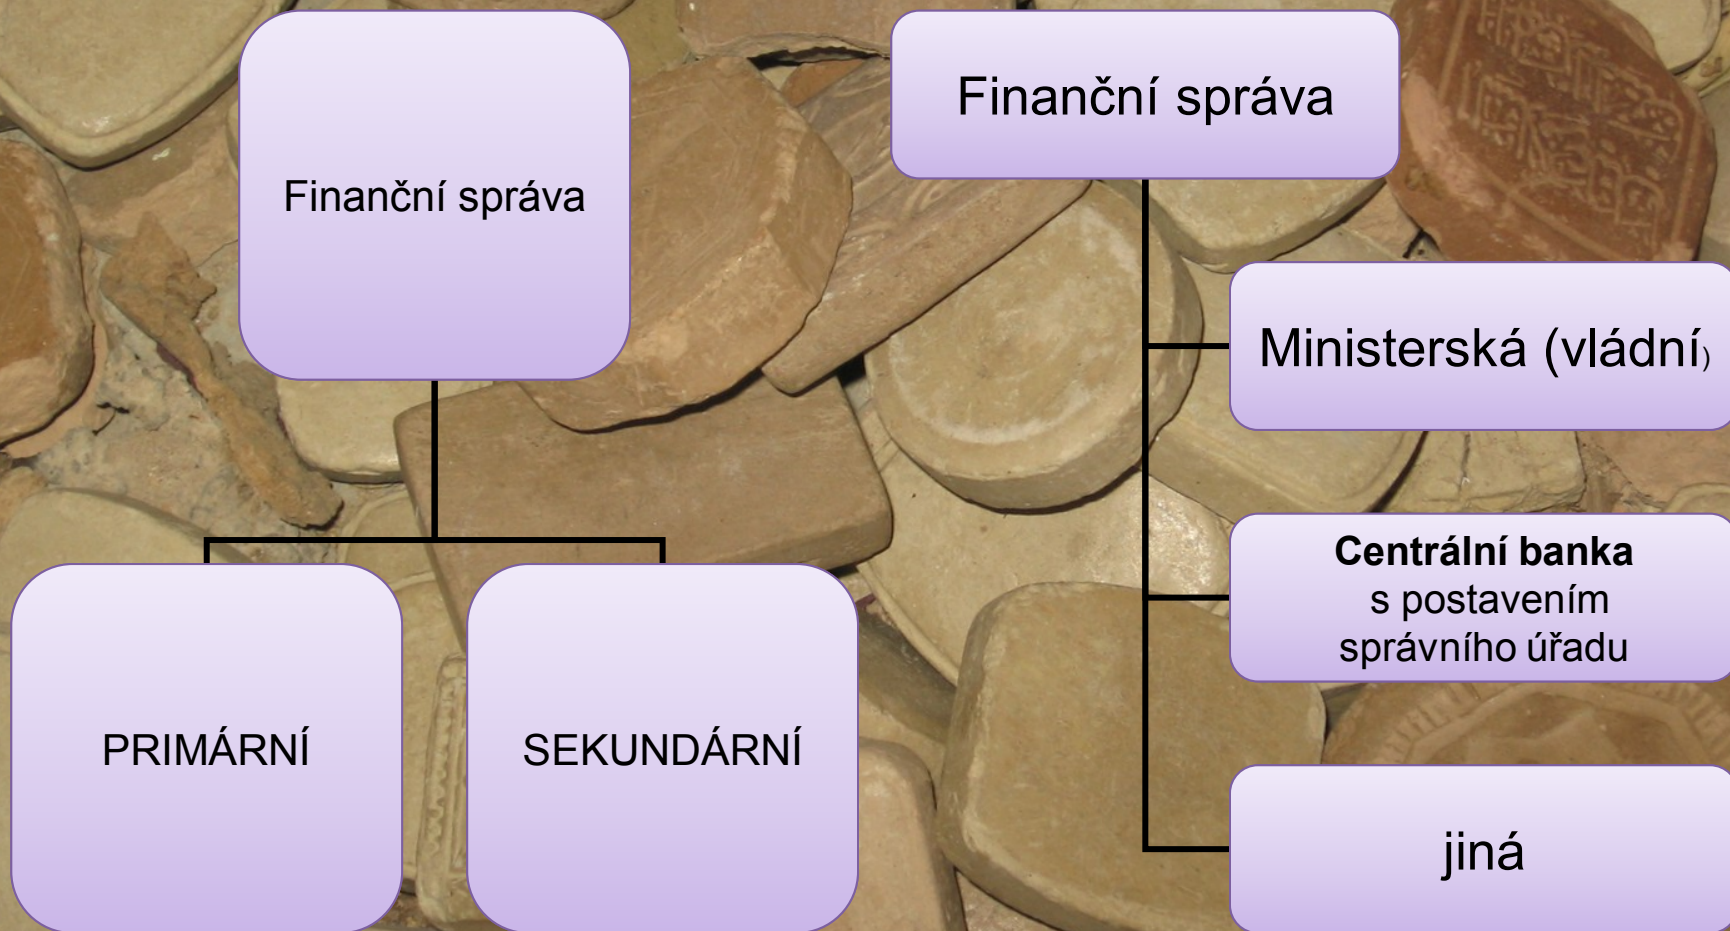 Finanční správa
PRIMÁRNÍ
SEKUNDÁRNÍ
Finanční správa
Ministerská (vládní)
Centrální banka
s postavením
správního úřadu
jiná